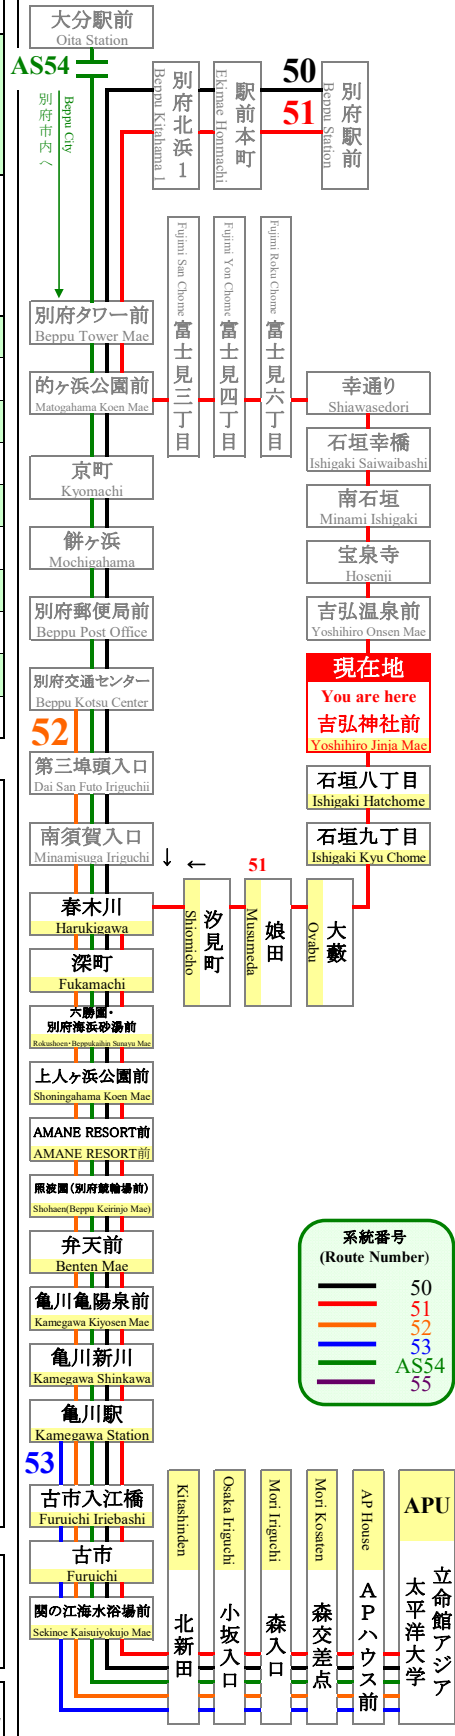 大分駅前
Oita Station
AS54
Beppu City
別府市内へ
別府北浜1
Beppu Kitahama 1
駅前本町
Ekimae Honmachi
50
51
別府駅前
Beppu Station
別府タワー前
Beppu Tower Mae
的ヶ浜公園前
Matogahama Koen Mae
富士見三丁目
Fujimi San Chome
富士見四丁目
Fujimi Yon Chome
富士見六丁目
Fujimi Roku Chome
幸通り
Shiawasedori
石垣幸橋
Ishigaki Saiwaibashi
南石垣
Minami Ishigaki
宝泉寺
Hosenji
吉弘温泉前
Yoshihiro Onsen Mae
現在地
You are here
吉弘神社前
Yoshihiro Jinja Mae
石垣八丁目
Ishigaki Hatchome
石垣九丁目
Ishigaki Kyu Chome
京町
Kyomachi
餅ヶ浜
Mochigahama
別府郵便局前
Beppu Post Office
別府交通センター
Beppu Kotsu Center
52
第三埠頭入口
Dai San Futo Iriguchii
南須賀入口
Minamisuga Iriguchi
↓ ←
51
大藪
Oyabu
娘田
Musumeda
汐見町
Shiomicho
春木川
Harukigawa
深町
Fukamachi
六勝園・
別府海浜砂湯前
Rokushoen・Beppukaihin Sunayu Mae
上人ヶ浜公園前
Shoningahama Koen Mae
AMANE RESORT前
AMANE RESORT前
照波園(別府競輪場前)
Shohaen(Beppu Keirinjo Mae)
弁天前
Benten Mae
亀川亀陽泉前
Kamegawa Kiyosen Mae
亀川新川
Kamegawa Shinkawa
亀川駅
Kamegawa Station
53
古市入江橋
Furuichi Iriebashi
古市
Furuichi
関の江海水浴場前
Sekinoe Kaisuiyokujo Mae
系統番号
(Route Number)
50
51
52
53
AS54
55
Kitashinden
北新田
Osaka Iriguchi
小坂入口
Mori Iriguchi
森入口
Mori Kosaten
森交差点
AP House
APハウス前
APU
立命館アジア
太平洋大学